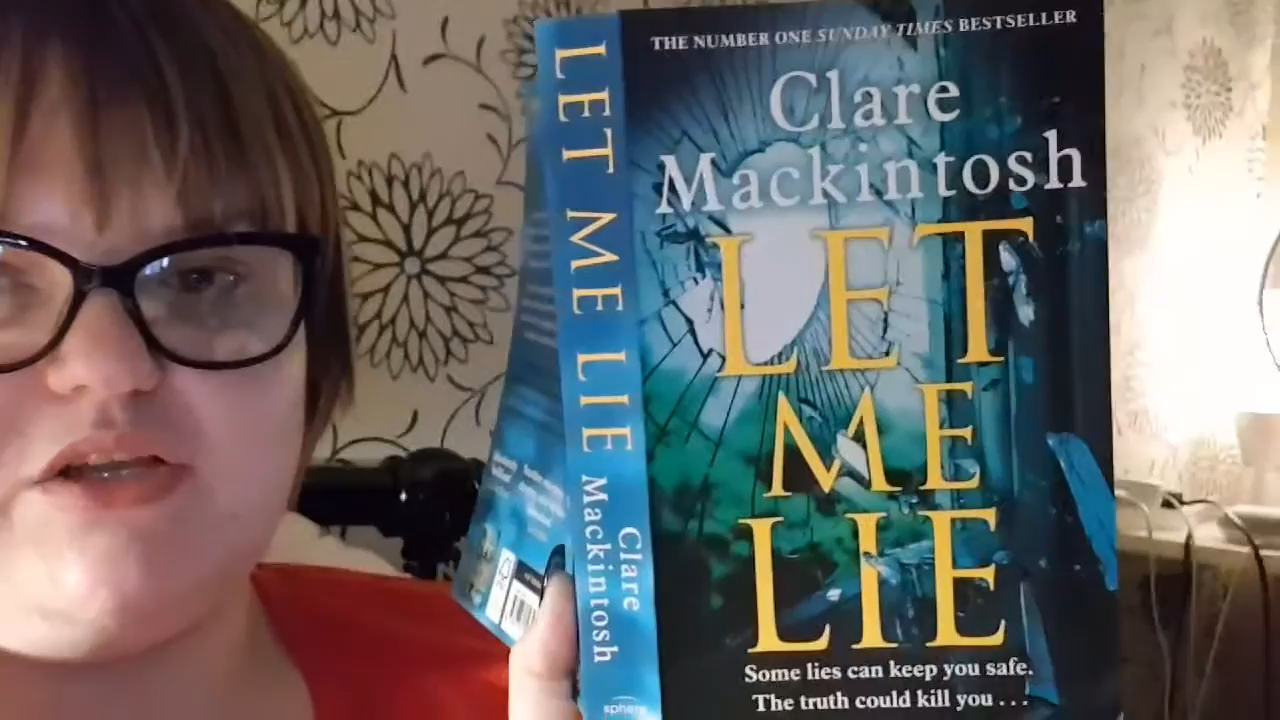 THE NUMBER ONE SUNDAY TIMES BESTSELLER
Clare
Mackintosh
LET
ME
LIE
Some lies can keep you safe.
The truth could kill you . . .
LET ME LIE
Clare
Mackintosh
sphere